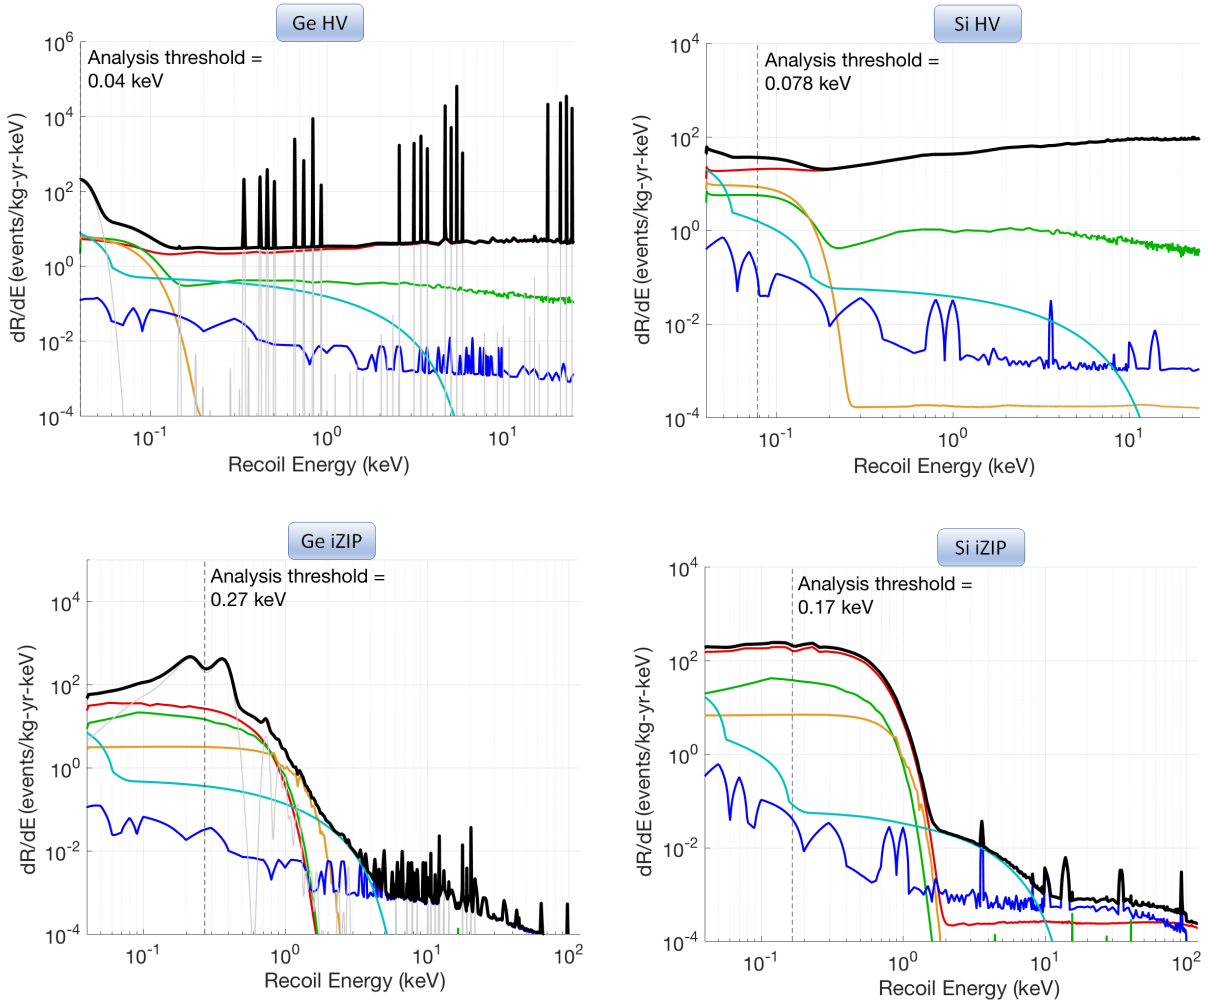 Ge HV
Analysis threshold =
0.04 keV
dR/dE (events/kg-yr-keV)
10^6
10^4
10^2
10^0
10^-2
10^-4
10^-1
10^0
10^1
Recoil Energy (keV)
Si HV
Analysis threshold =
0.078 keV
dR/dE (events/kg-yr-keV)
10^4
10^2
10^0
10^-2
10^-4
10^-1
10^0
10^1
Recoil Energy (keV)
Ge iZIP
Analysis threshold =
0.27 keV
dR/dE (events/kg-yr-keV)
10^4
10^2
10^0
10^-2
10^-4
10^-1
10^0
10^1
10^2
Recoil Energy (keV)
Si iZIP
Analysis threshold =
0.17 keV
dR/dE (events/kg-yr-keV)
10^4
10^2
10^0
10^-2
10^-4
10^-1
10^0
10^1
10^2
Recoil Energy (keV)